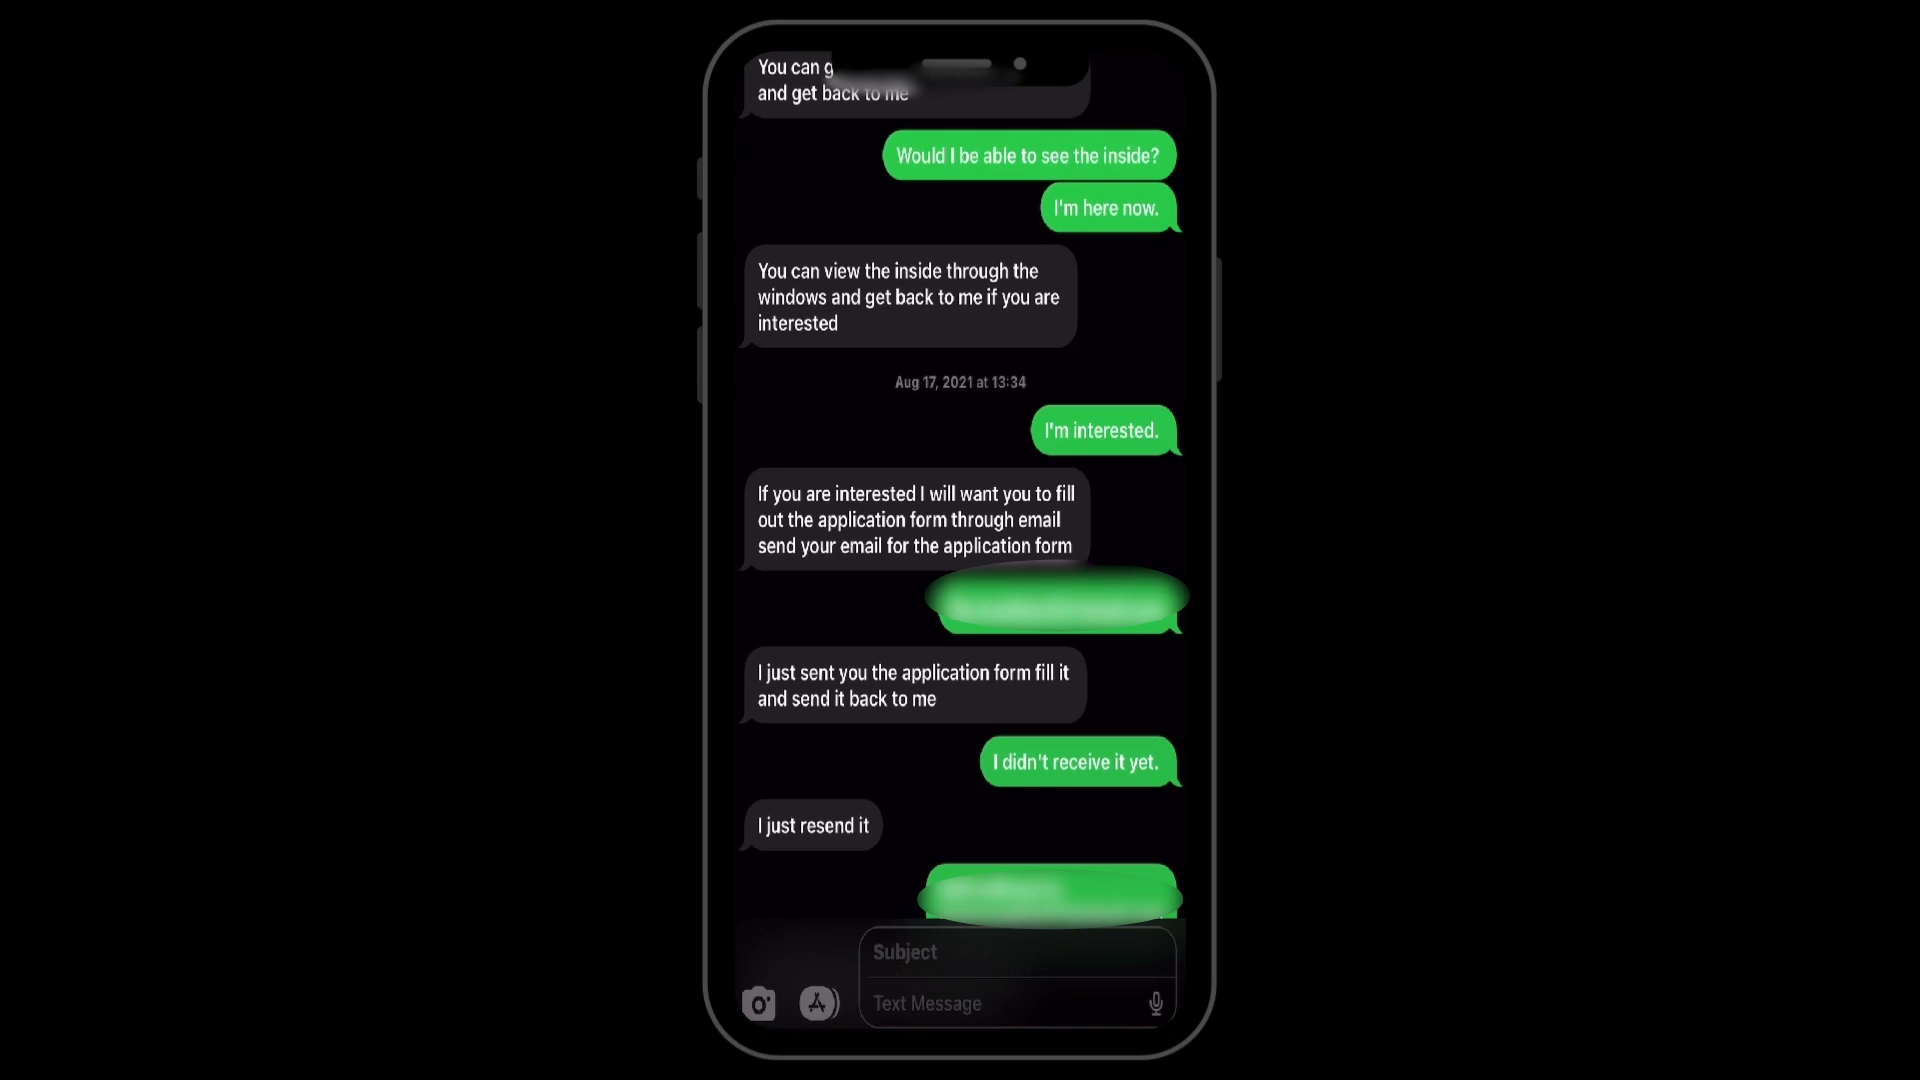 You can g
and get back to me
Would I be able to see the inside?
I'm here now.
You can view the inside through the
windows and get back to me if you are
interested
Aug 17, 2021 at 13:34
I'm interested.
If you are interested I will want you to fill
out the application form through email
send your email for the application form
I just sent you the application form fill it
and send it back to me
I didn't receive it yet.
I just resend it
Subject
Text Message